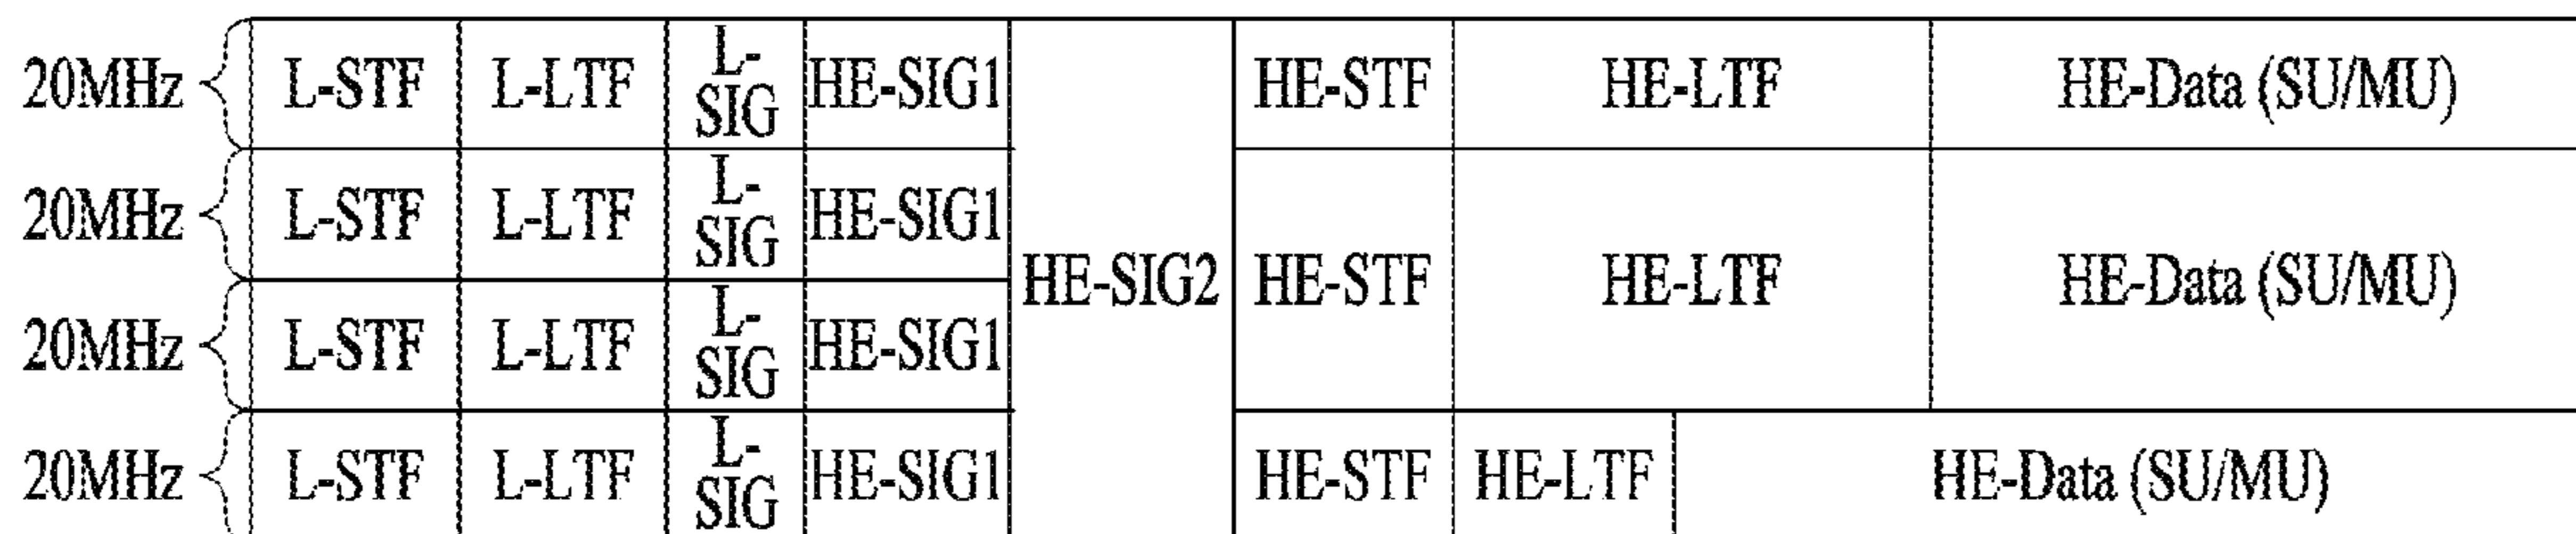 20MHz L-STF L-LTF L-SIG HE-SIG1 HE-STF HE-LTF HE-Data (SU/MU)
20MHz L-STF L-LTF L-SIG HE-SIG1
HE-SIG2 HE-STF HE-LTF HE-Data (SU/MU)
20MHz L-STF L-LTF L-SIG HE-SIG1
20MHz L-STF L-LTF L-SIG HE-SIG1 HE-STF HE-LTF HE-Data (SU/MU)